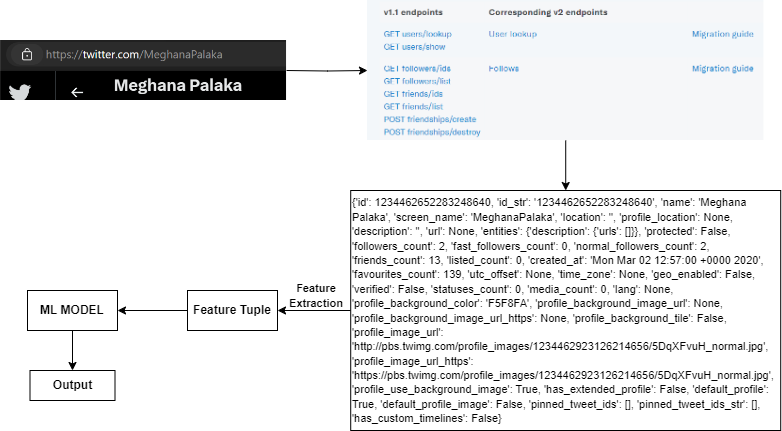 v1.1 endpoints Corresponding v2 endpoints
GET users/lookup User lookup Migration guide
GET users/show
https://twitter.com/MeghanaPalaka
Meghana Palaka
GET followers/ids Follows Migration guide
GET followers/list
GET friends/ids
GET friends/list
POST friendships/create
POST friendships/destroy
{'id': 1234462652283248640, 'id_str': '1234462652283248640', 'name': 'Meghana
Palaka', 'screen_name': 'MeghanaPalaka', 'location': '', 'profile_location': None,
'description': '', 'url': None, 'entities': {'description': {'urls': []}}, 'protected': False,
'followers_count': 2, 'fast_followers_count': 0, 'normal_followers_count': 2,
'friends_count': 13, 'listed_count': 0, 'created_at': 'Mon Mar 02 12:57:00 +0000 2020',
'favourites_count': 139, 'utc_offset': None, 'time_zone': None, 'geo_enabled': False,
'verified': False, 'statuses_count': 0, 'media_count': 0, 'lang': None,
'profile_background_color': 'F5F8FA', 'profile_background_image_url': None,
'profile_background_image_url_https': None, 'profile_background_tile': False,
'profile_image_url':
'http://pbs.twimg.com/profile_images/1234462923126214656/5DqXFvuH_normal.jpg',
'profile_image_url_https':
'https://pbs.twimg.com/profile_images/1234462923126214656/5DqXFvuH_normal.jpg',
'profile_use_background_image': True, 'has_extended_profile': False, 'default_profile':
True, 'default_profile_image': False, 'pinned_tweet_ids': [], 'pinned_tweet_ids_str': [],
'has_custom_timelines': False}
Feature
Extraction
Feature Tuple
ML MODEL
Output